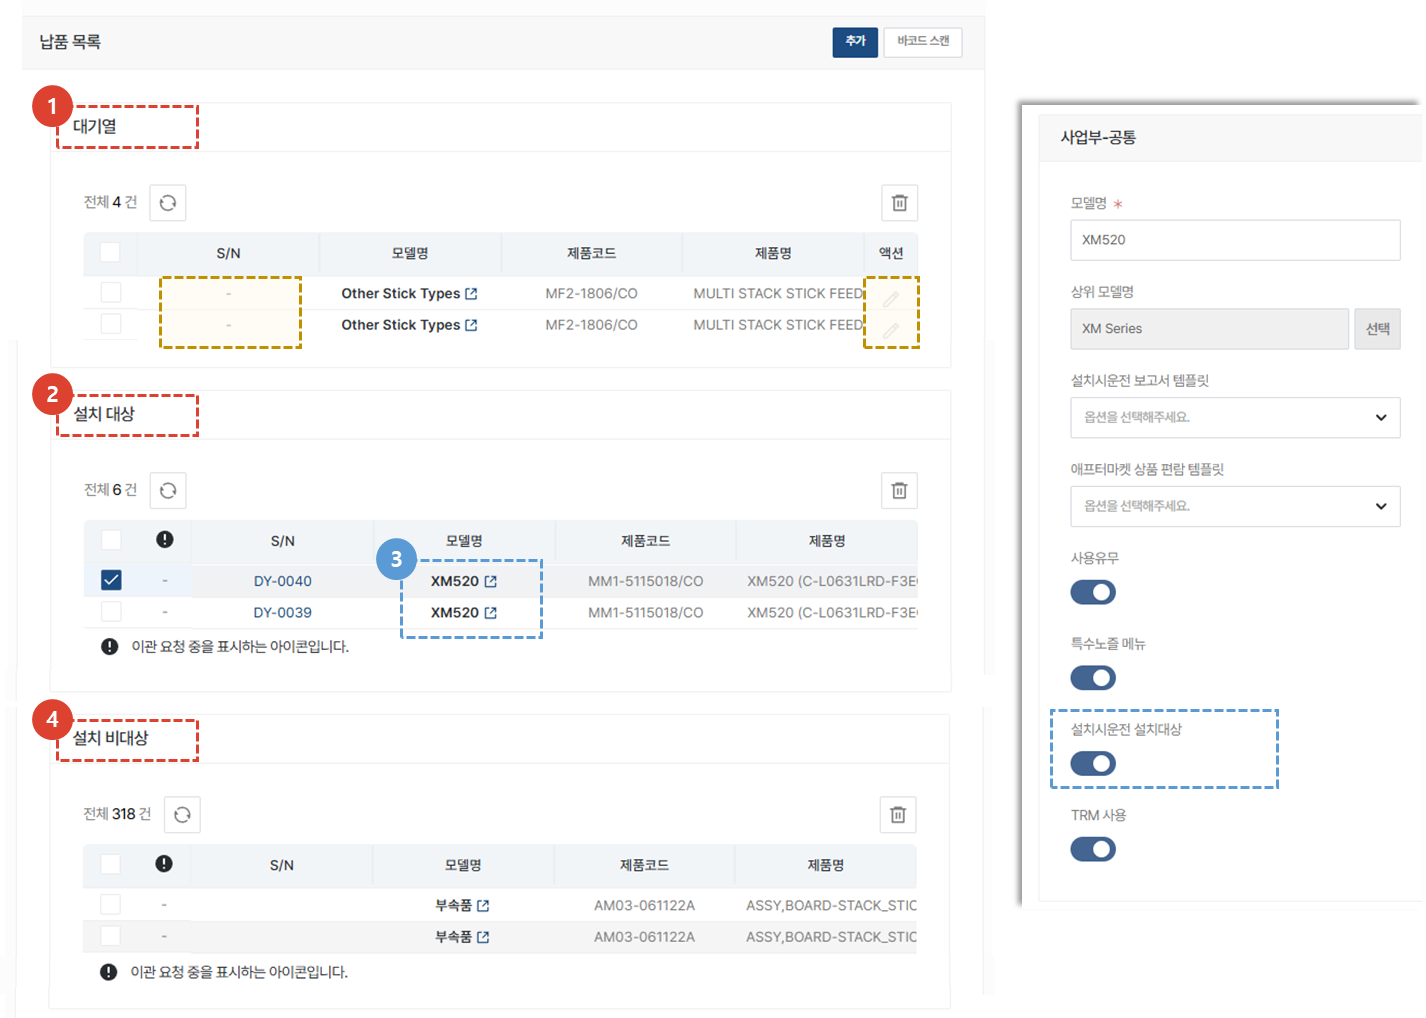 납품 목록
추가
바코드 스캔
1
대기열
전체 4 건
S/N 모델명 제품코드 제품명 액션
- Other Stick Types MF2-1806/CO MULTI STACK STICK FEED
- Other Stick Types MF2-1806/CO MULTI STACK STICK FEED
2
설치 대상
전체 6 건
S/N 모델명 제품코드 제품명
3
- DY-0040 XM520 MM1-5115018/CO XM520 (C-L0631LRD-F3E
- DY-0039 XM520 MM1-5115018/CO XM520 (C-L0631LRD-F3E
이관 요청 중을 표시하는 아이콘입니다.
4
설치 비대상
전체 318 건
S/N 모델명 제품코드 제품명
- 부속품 AM03-061122A ASSY,BOARD-STACK_STIC
- 부속품 AM03-061122A ASSY,BOARD-STACK_STIC
이관 요청 중을 표시하는 아이콘입니다.
사업부-공통
모델명 *
XM520
상위 모델명
XM Series
선택
설치시운전 보고서 템플릿
옵션을 선택해주세요.
애프터마켓 상품 편람 템플릿
옵션을 선택해주세요.
사용유무
특수노즐 메뉴
설치시운전 설치대상
TRM 사용